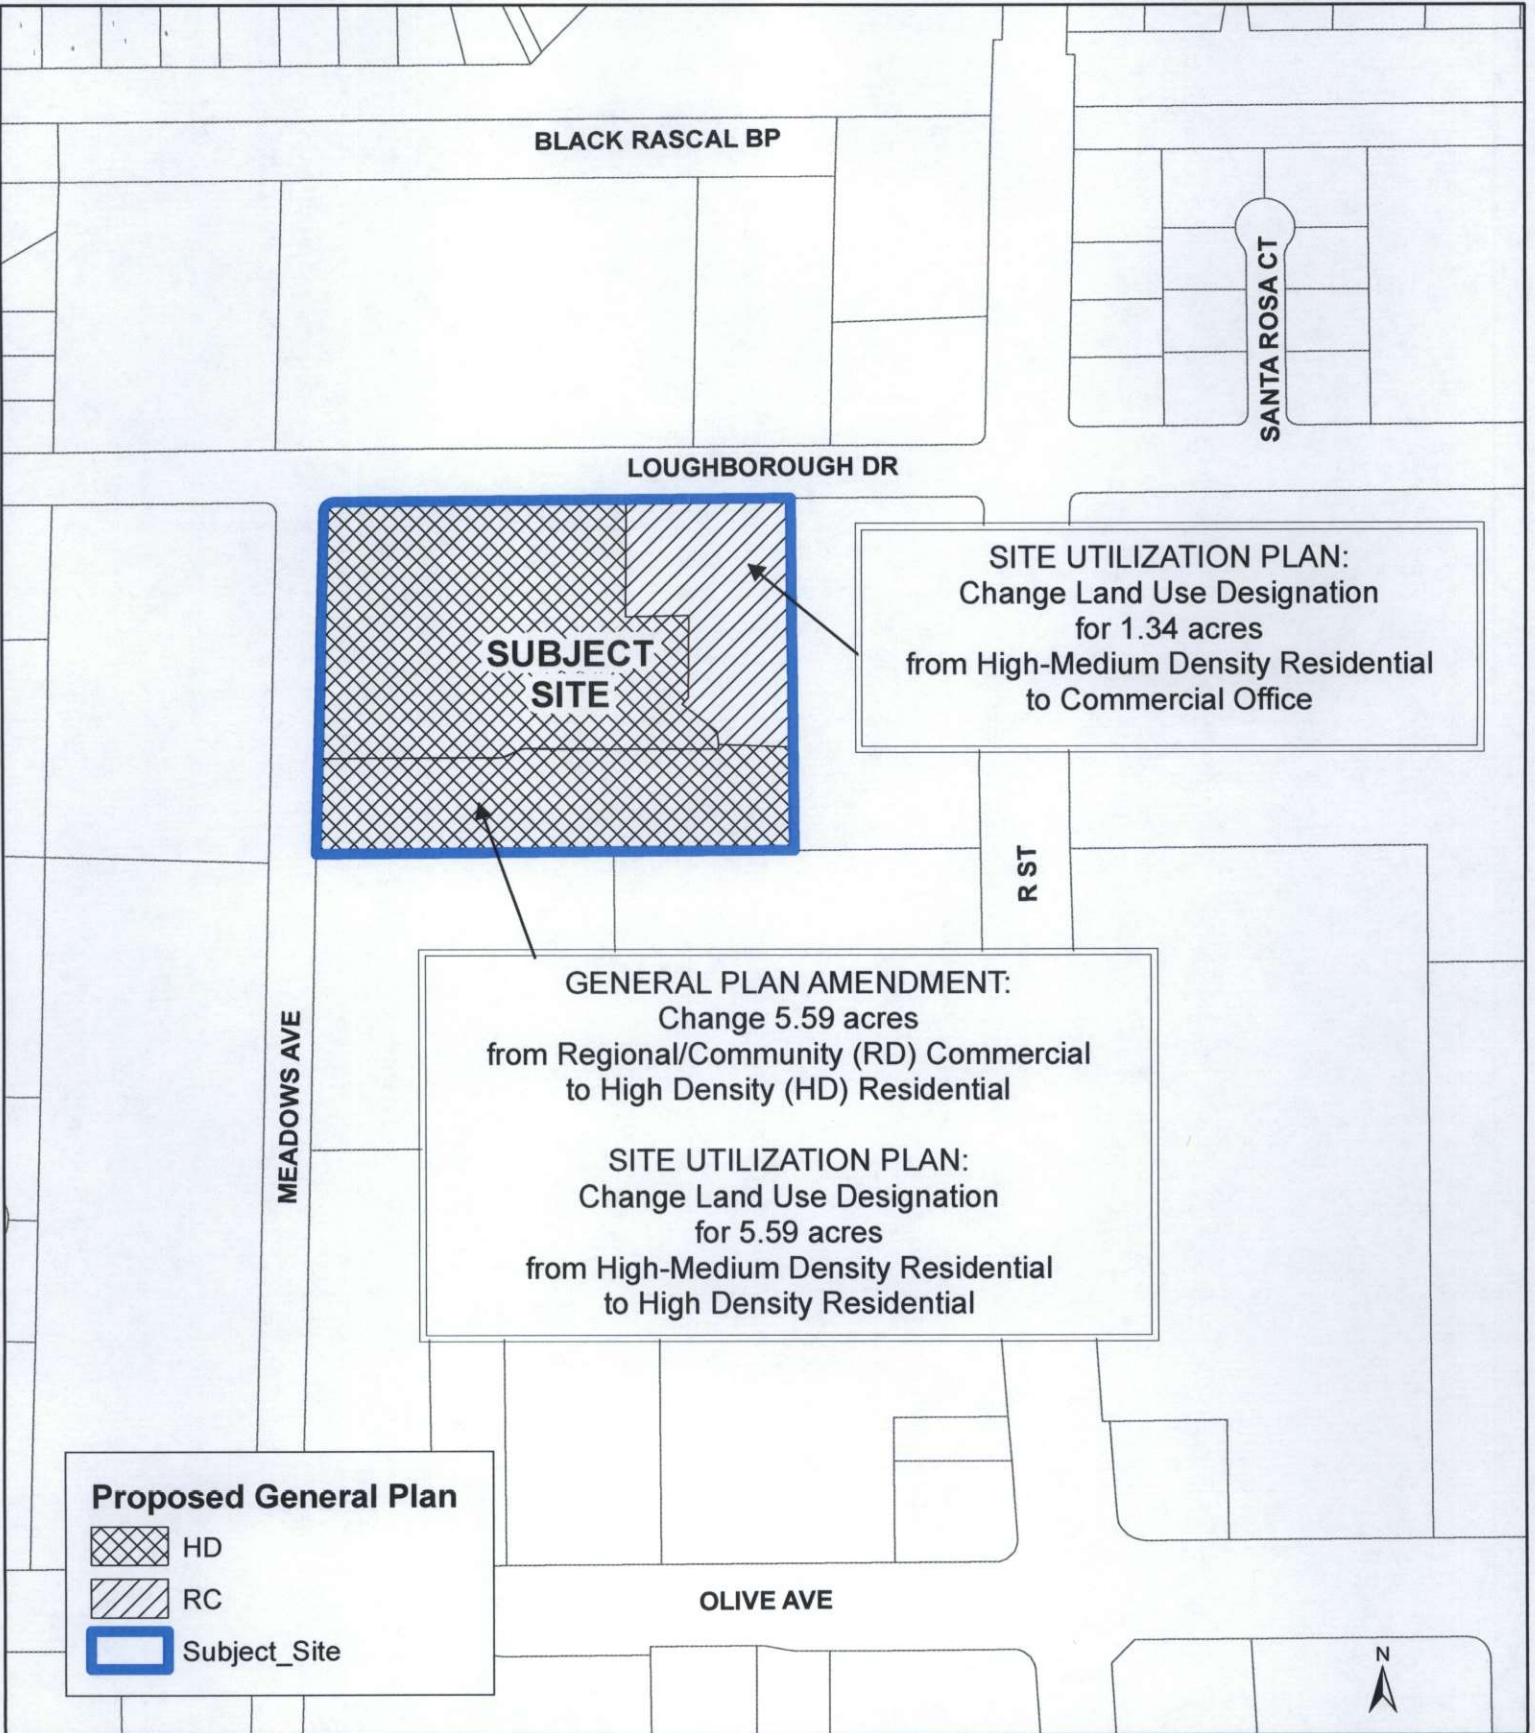 BLACK RASCAL BP
SANTA ROSA CT
LOUGHBOROUGH DR
SUBJECT
SITE
SITE UTILIZATION PLAN:
Change Land Use Designation
for 1.34 acres
from High-Medium Density Residential
to Commercial Office
R ST
MEADOWS AVE
GENERAL PLAN AMENDMENT:
Change 5.59 acres
from Regional/Community (RD) Commercial
to High Density (HD) Residential
SITE UTILIZATION PLAN:
Change Land Use Designation
for 5.59 acres
from High-Medium Density Residential
to High Density Residential
Proposed General Plan
HD
RC
Subject_Site
OLIVE AVE
N